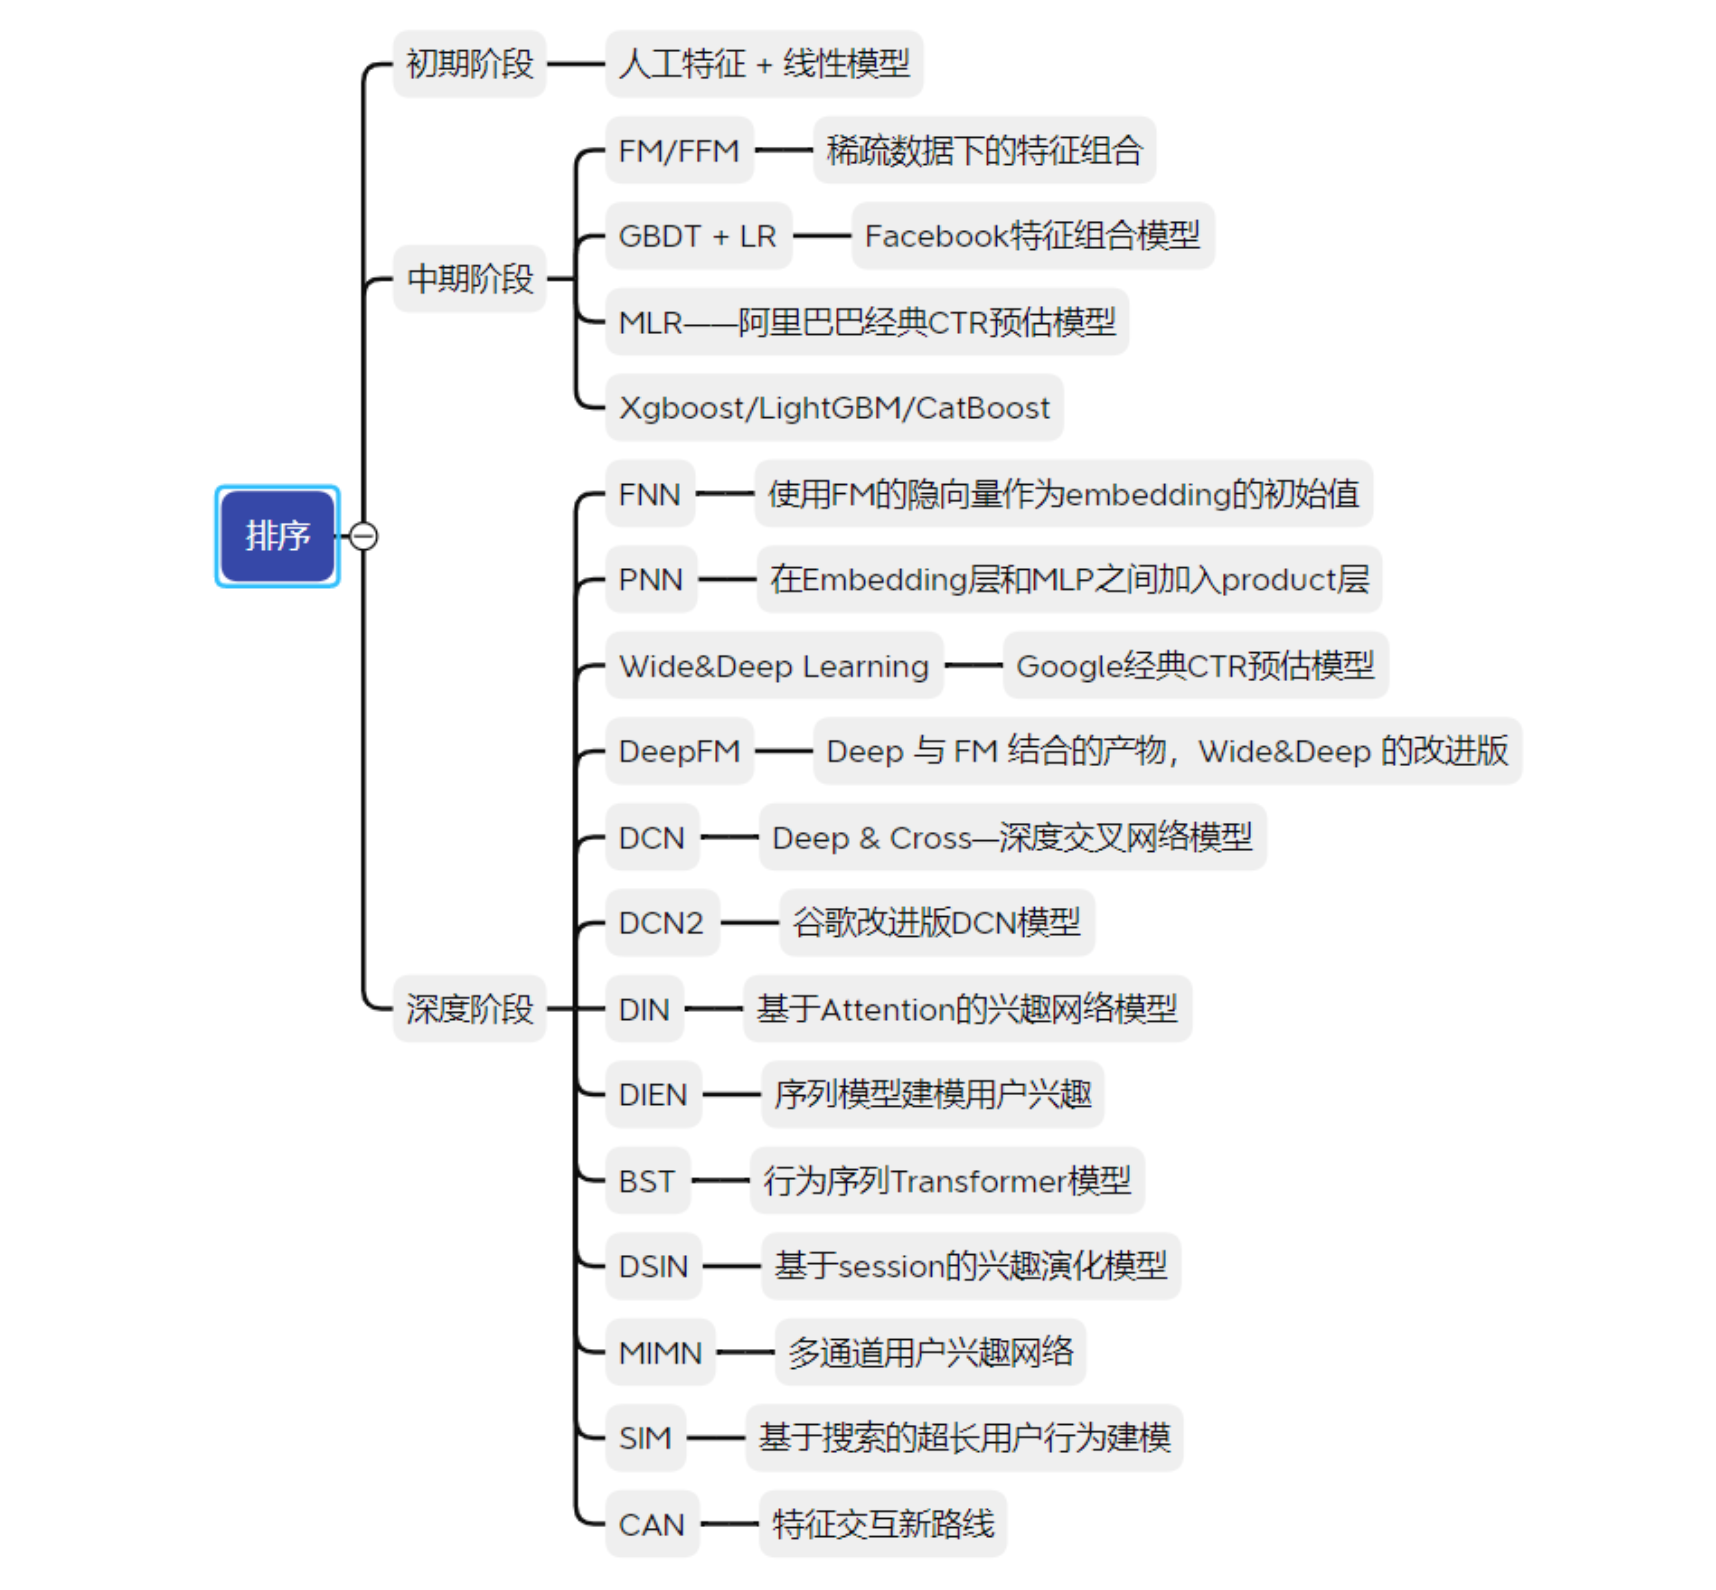 初期阶段
人工特征 + 线性模型
FM/FFM
稀疏数据下的特征组合
GBDT + LR
Facebook特征组合模型
中期阶段
MLR——阿里巴巴经典CTR预估模型
Xgboost/LightGBM/CatBoost
FNN
使用FM的隐向量作为embedding的初始值
排序
PNN
在Embedding层和MLP之间加入product层
Wide&Deep Learning
Google经典CTR预估模型
DeepFM
Deep 与 FM 结合的产物，Wide&Deep 的改进版
DCN
Deep & Cross—深度交叉网络模型
DCN2
谷歌改进版DCN模型
深度阶段
DIN
基于Attention的兴趣网络模型
DIEN
序列模型建模用户兴趣
BST
行为序列Transformer模型
DSIN
基于session的兴趣演化模型
MIMN
多通道用户兴趣网络
SIM
基于搜索的超长用户行为建模
CAN
特征交互新路线